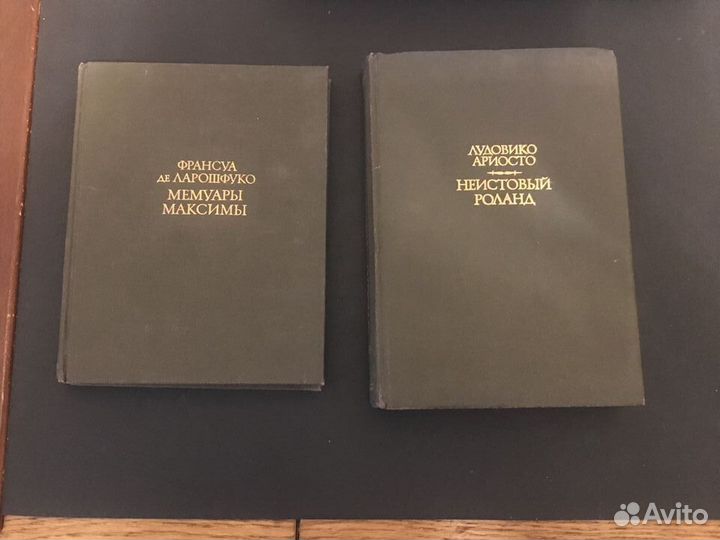 ФРАНСУА
ДЕ ЛАРОШФУКО
МЕМУАРЫ
МАКСИМЫ
ЛУДОВИКО
АРИОСТО
НЕИСТОВЫЙ
РОЛАНД
Avito